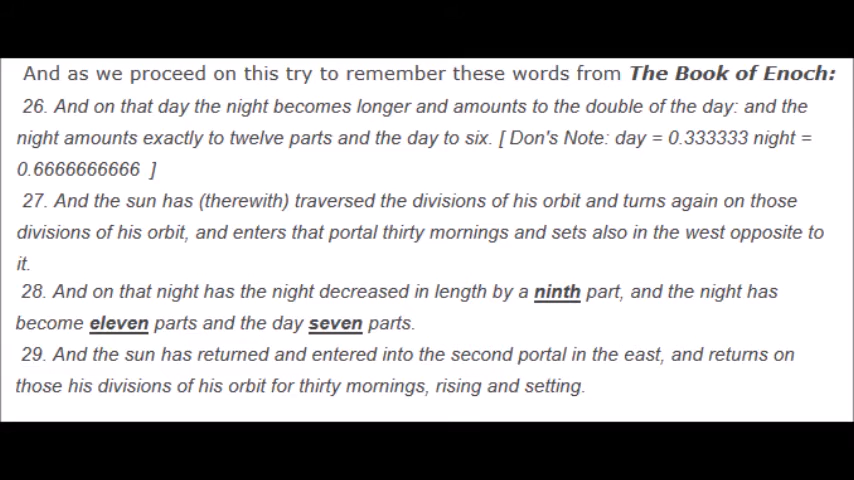 And as we proceed on this try to remember these words from The Book of Enoch:
26. And on that day the night becomes longer and amounts to the double of the day: and the
night amounts exactly to twelve parts and the day to six. [ Don's Note: day = 0.333333 night =
0.6666666666 ]
27. And the sun has (therewith) traversed the divisions of his orbit and turns again on those
divisions of his orbit, and enters that portal thirty mornings and sets also in the west opposite to
it.
28. And on that night has the night decreased in length by a ninth part, and the night has
become eleven parts and the day seven parts.
29. And the sun has returned and entered into the second portal in the east, and returns on
those his divisions of his orbit for thirty mornings, rising and setting.